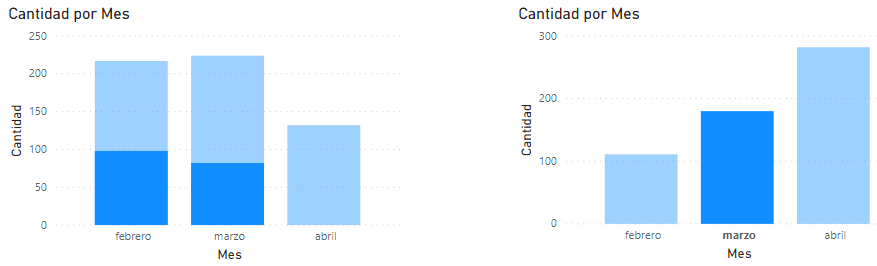 Cantidad por Mes
250
200
150
100
50
0
Cantidad
febrero marzo abril
Mes
Cantidad por Mes
300
200
100
0
Cantidad
febrero marzo abril
Mes